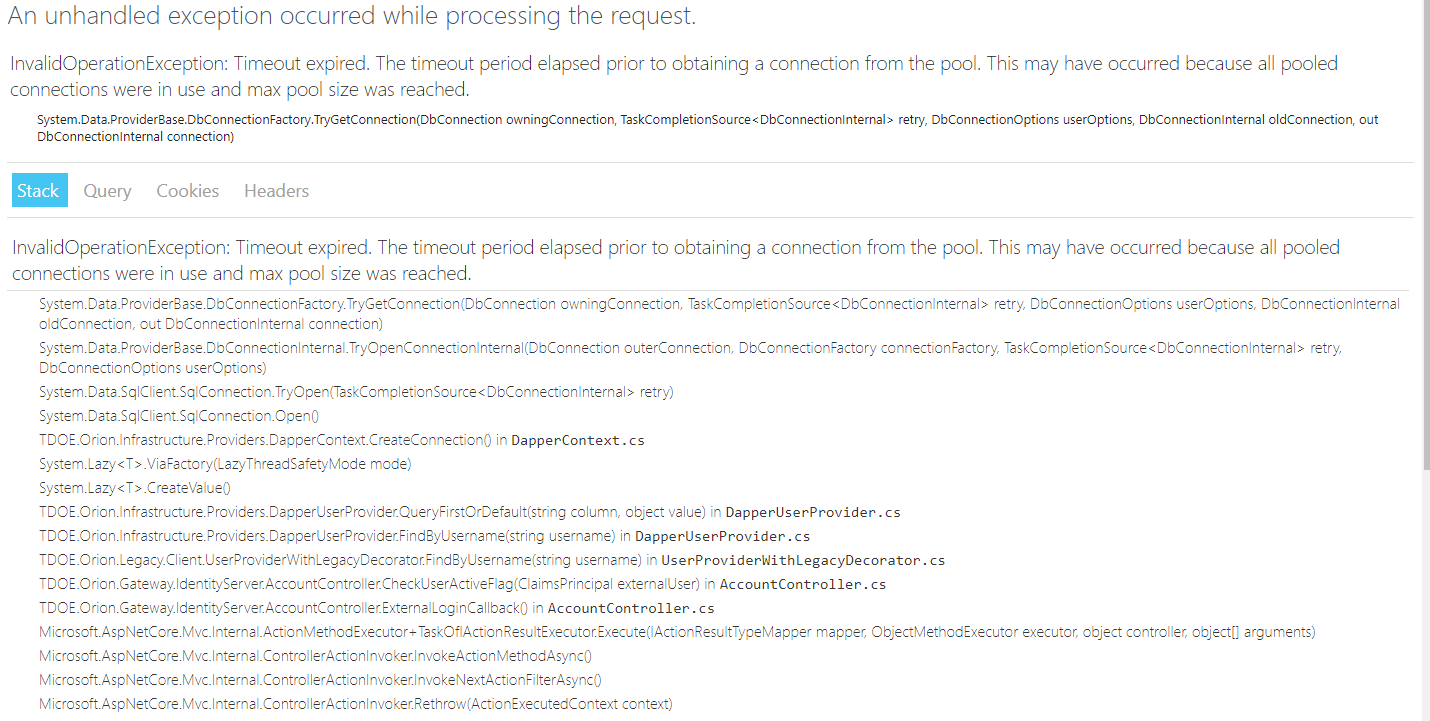 An unhandled exception occurred while processing the request.
InvalidOperationException: Timeout expired. The timeout period elapsed prior to obtaining a connection from the pool. This may have occurred because all pooled
connections were in use and max pool size was reached.
System.Data.ProviderBase.DbConnectionFactory.TryGetConnection(DbConnection owningConnection, TaskCompletionSource<DbConnectionInternal> retry, DbConnectionOptions userOptions, DbConnectionInternal oldConnection, out
DbConnectionInternal connection)
Stack Query Cookies Headers
InvalidOperationException: Timeout expired. The timeout period elapsed prior to obtaining a connection from the pool. This may have occurred because all pooled
connections were in use and max pool size was reached.
System.Data.ProviderBase.DbConnectionFactory.TryGetConnection(DbConnection owningConnection, TaskCompletionSource<DbConnectionInternal> retry, DbConnectionOptions userOptions, DbConnectionInternal
oldConnection, out DbConnectionInternal connection)
System.Data.ProviderBase.DbConnectionInternal.TryOpenConnectionInternal(DbConnection outerConnection, DbConnectionFactory connectionFactory, TaskCompletionSource<DbConnectionInternal> retry,
DbConnectionOptions userOptions)
System.Data.SqlClient.SqlConnection.TryOpen(TaskCompletionSource<DbConnectionInternal> retry)
System.Data.SqlClient.SqlConnection.Open()
TDOE.Orion.Infrastructure.Providers.DapperContext.CreateConnection() in DapperContext.cs
System.Lazy<T>.ViaFactory(LazyThreadSafetyMode mode)
System.Lazy<T>.CreateValue()
TDOE.Orion.Infrastructure.Providers.DapperUserProvider.QueryFirstOrDefault(string column, object value) in DapperUserProvider.cs
TDOE.Orion.Infrastructure.Providers.DapperUserProvider.FindByUsername(string username) in DapperUserProvider.cs
TDOE.Orion.Legacy.Client.UserProviderWithLegacyDecorator.FindByUsername(string username) in UserProviderWithLegacyDecorator.cs
TDOE.Orion.Gateway.IdentityServer.AccountController.CheckUserActiveFlag(ClaimsPrincipal externalUser) in AccountController.cs
TDOE.Orion.Gateway.IdentityServer.AccountController.ExternalLoginCallback() in AccountController.cs
Microsoft.AspNetCore.Mvc.Internal.ActionMethodExecutor+TaskOfIActionResultExecutor.Execute(IActionResultTypeMapper mapper, ObjectMethodExecutor executor, object controller, object[] arguments)
Microsoft.AspNetCore.Mvc.Internal.ControllerActionInvoker.InvokeActionMethodAsync()
Microsoft.AspNetCore.Mvc.Internal.ControllerActionInvoker.InvokeNextActionFilterAsync()
Microsoft.AspNetCore.Mvc.Internal.ControllerActionInvoker.Rethrow(ActionExecutedContext context)